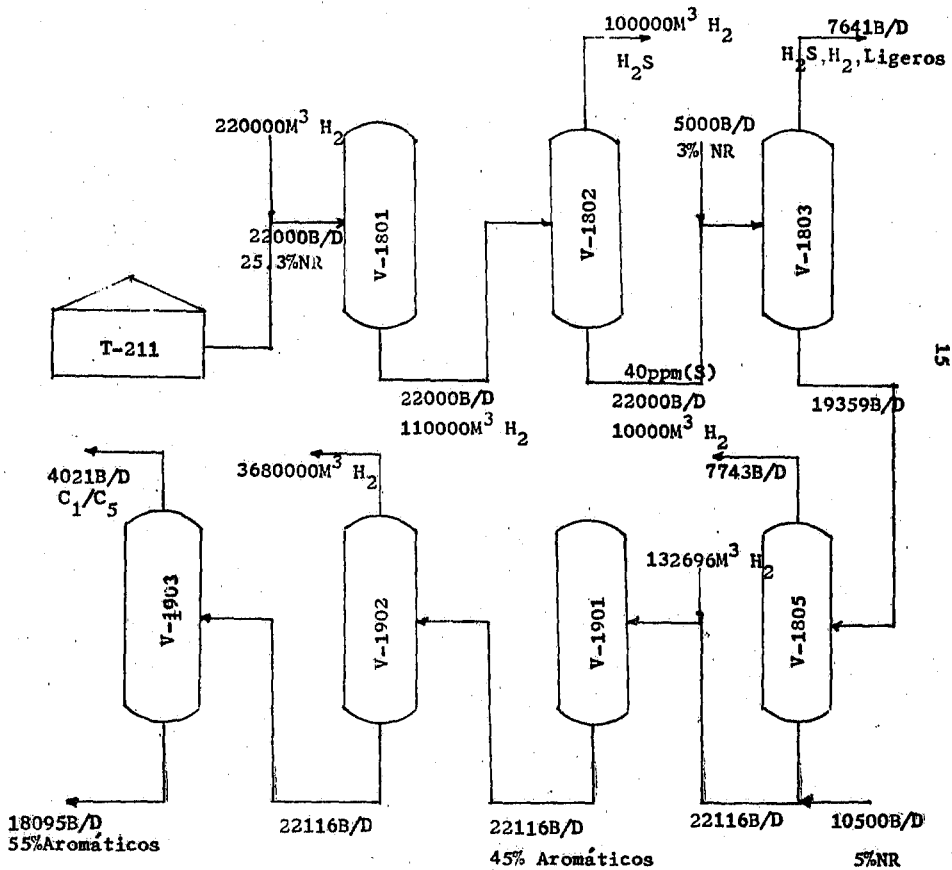 100000M³ H₂
H₂S
7641B/D
H₂S,H₂,Ligeros
220000M³ H₂
22000B/D
25.3%NR
V-1801
V-1802
5000B/D
3% NR
V-1803
T-211
15
22000B/D
110000M³ H₂
40ppm(S)
22000B/D
10000M³ H₂
19359B/D
4021B/D
C₁/C₅
3680000M³ H₂
7743B/D
132696M³ H₂
V-1903
V-1902
V-1901
V-1805
18095B/D
55%Aromáticos
22116B/D
22116B/D
45% Aromáticos
22116B/D
10500B/D
5%NR